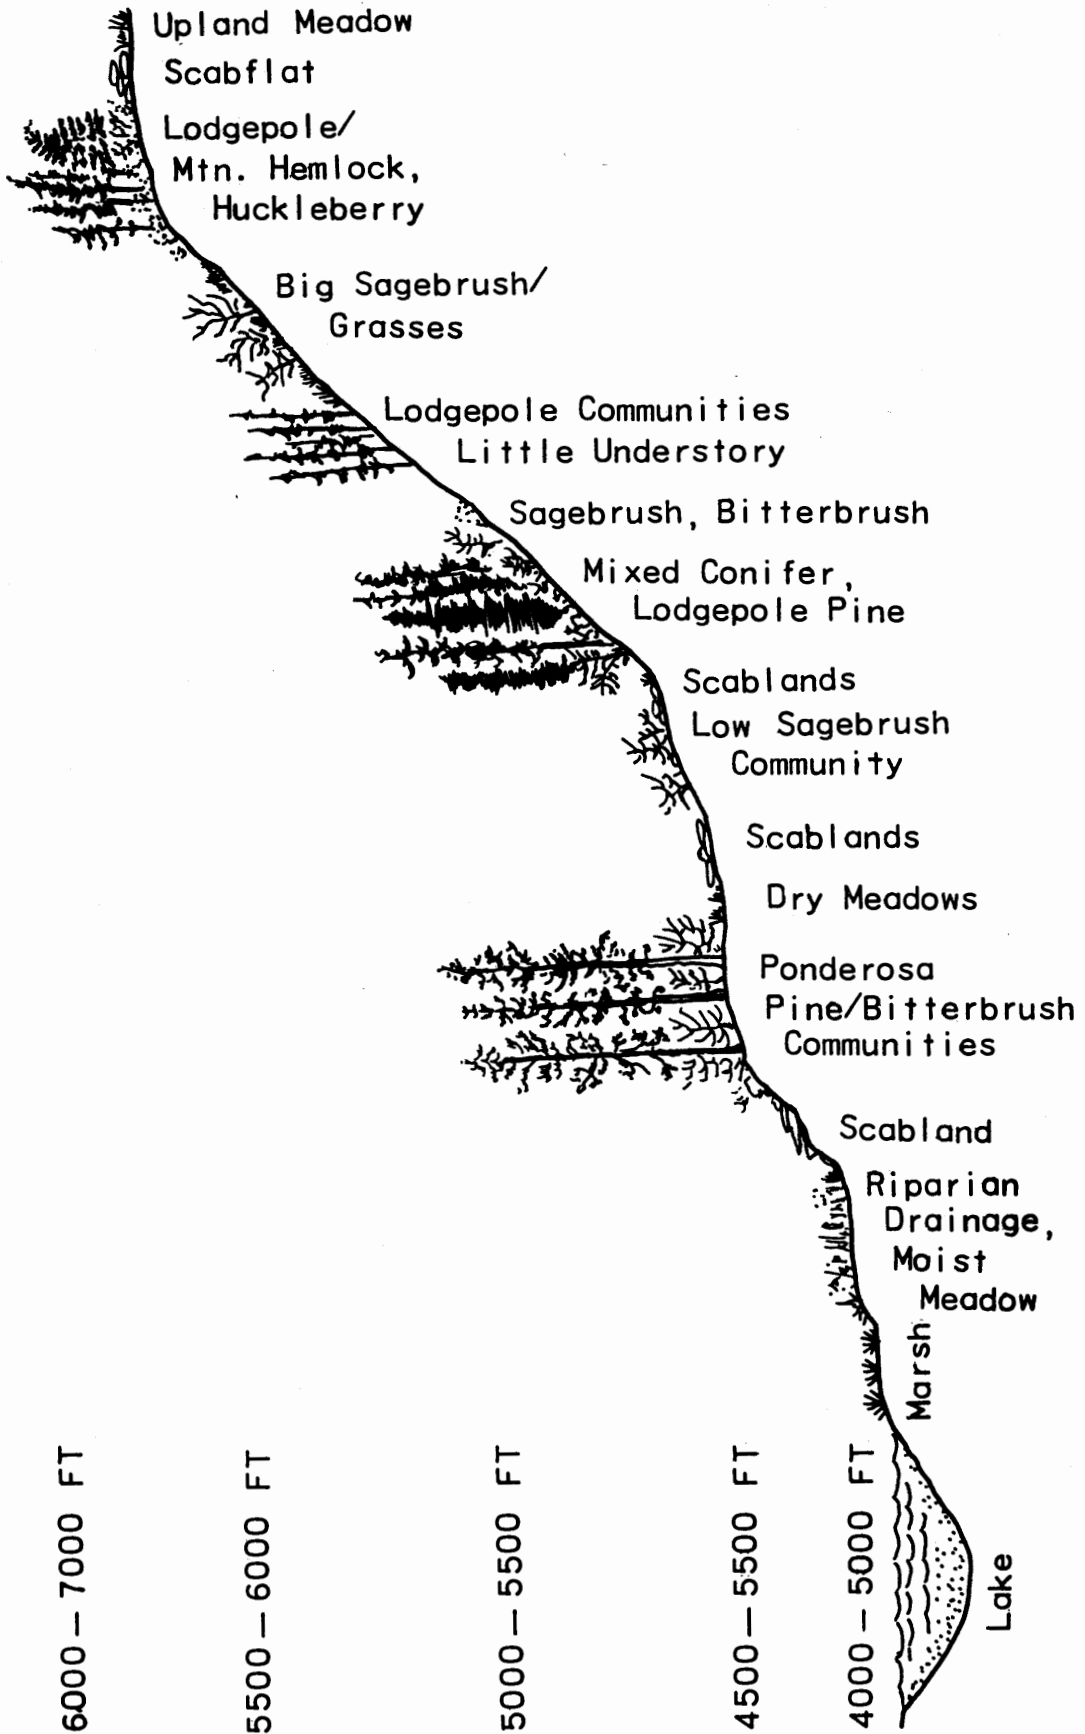 Upland Meadow
Scabflat
Lodgepole/
Mtn. Hemlock,
Huckleberry
Big Sagebrush/
Grasses
Lodgepole Communities
Little Understory
Sagebrush, Bitterbrush
Mixed Conifer,
Lodgepole Pine
Scablands
Low Sagebrush
Community
Scablands
Dry Meadows
Ponderosa
Pine/Bitterbrush
Communities
Scabland
Riparian
Drainage,
Moist
Meadow
Marsh
Lake
6000–7000 FT
5500–6000 FT
5000–5500 FT
4500–5500 FT
4000–5000 FT